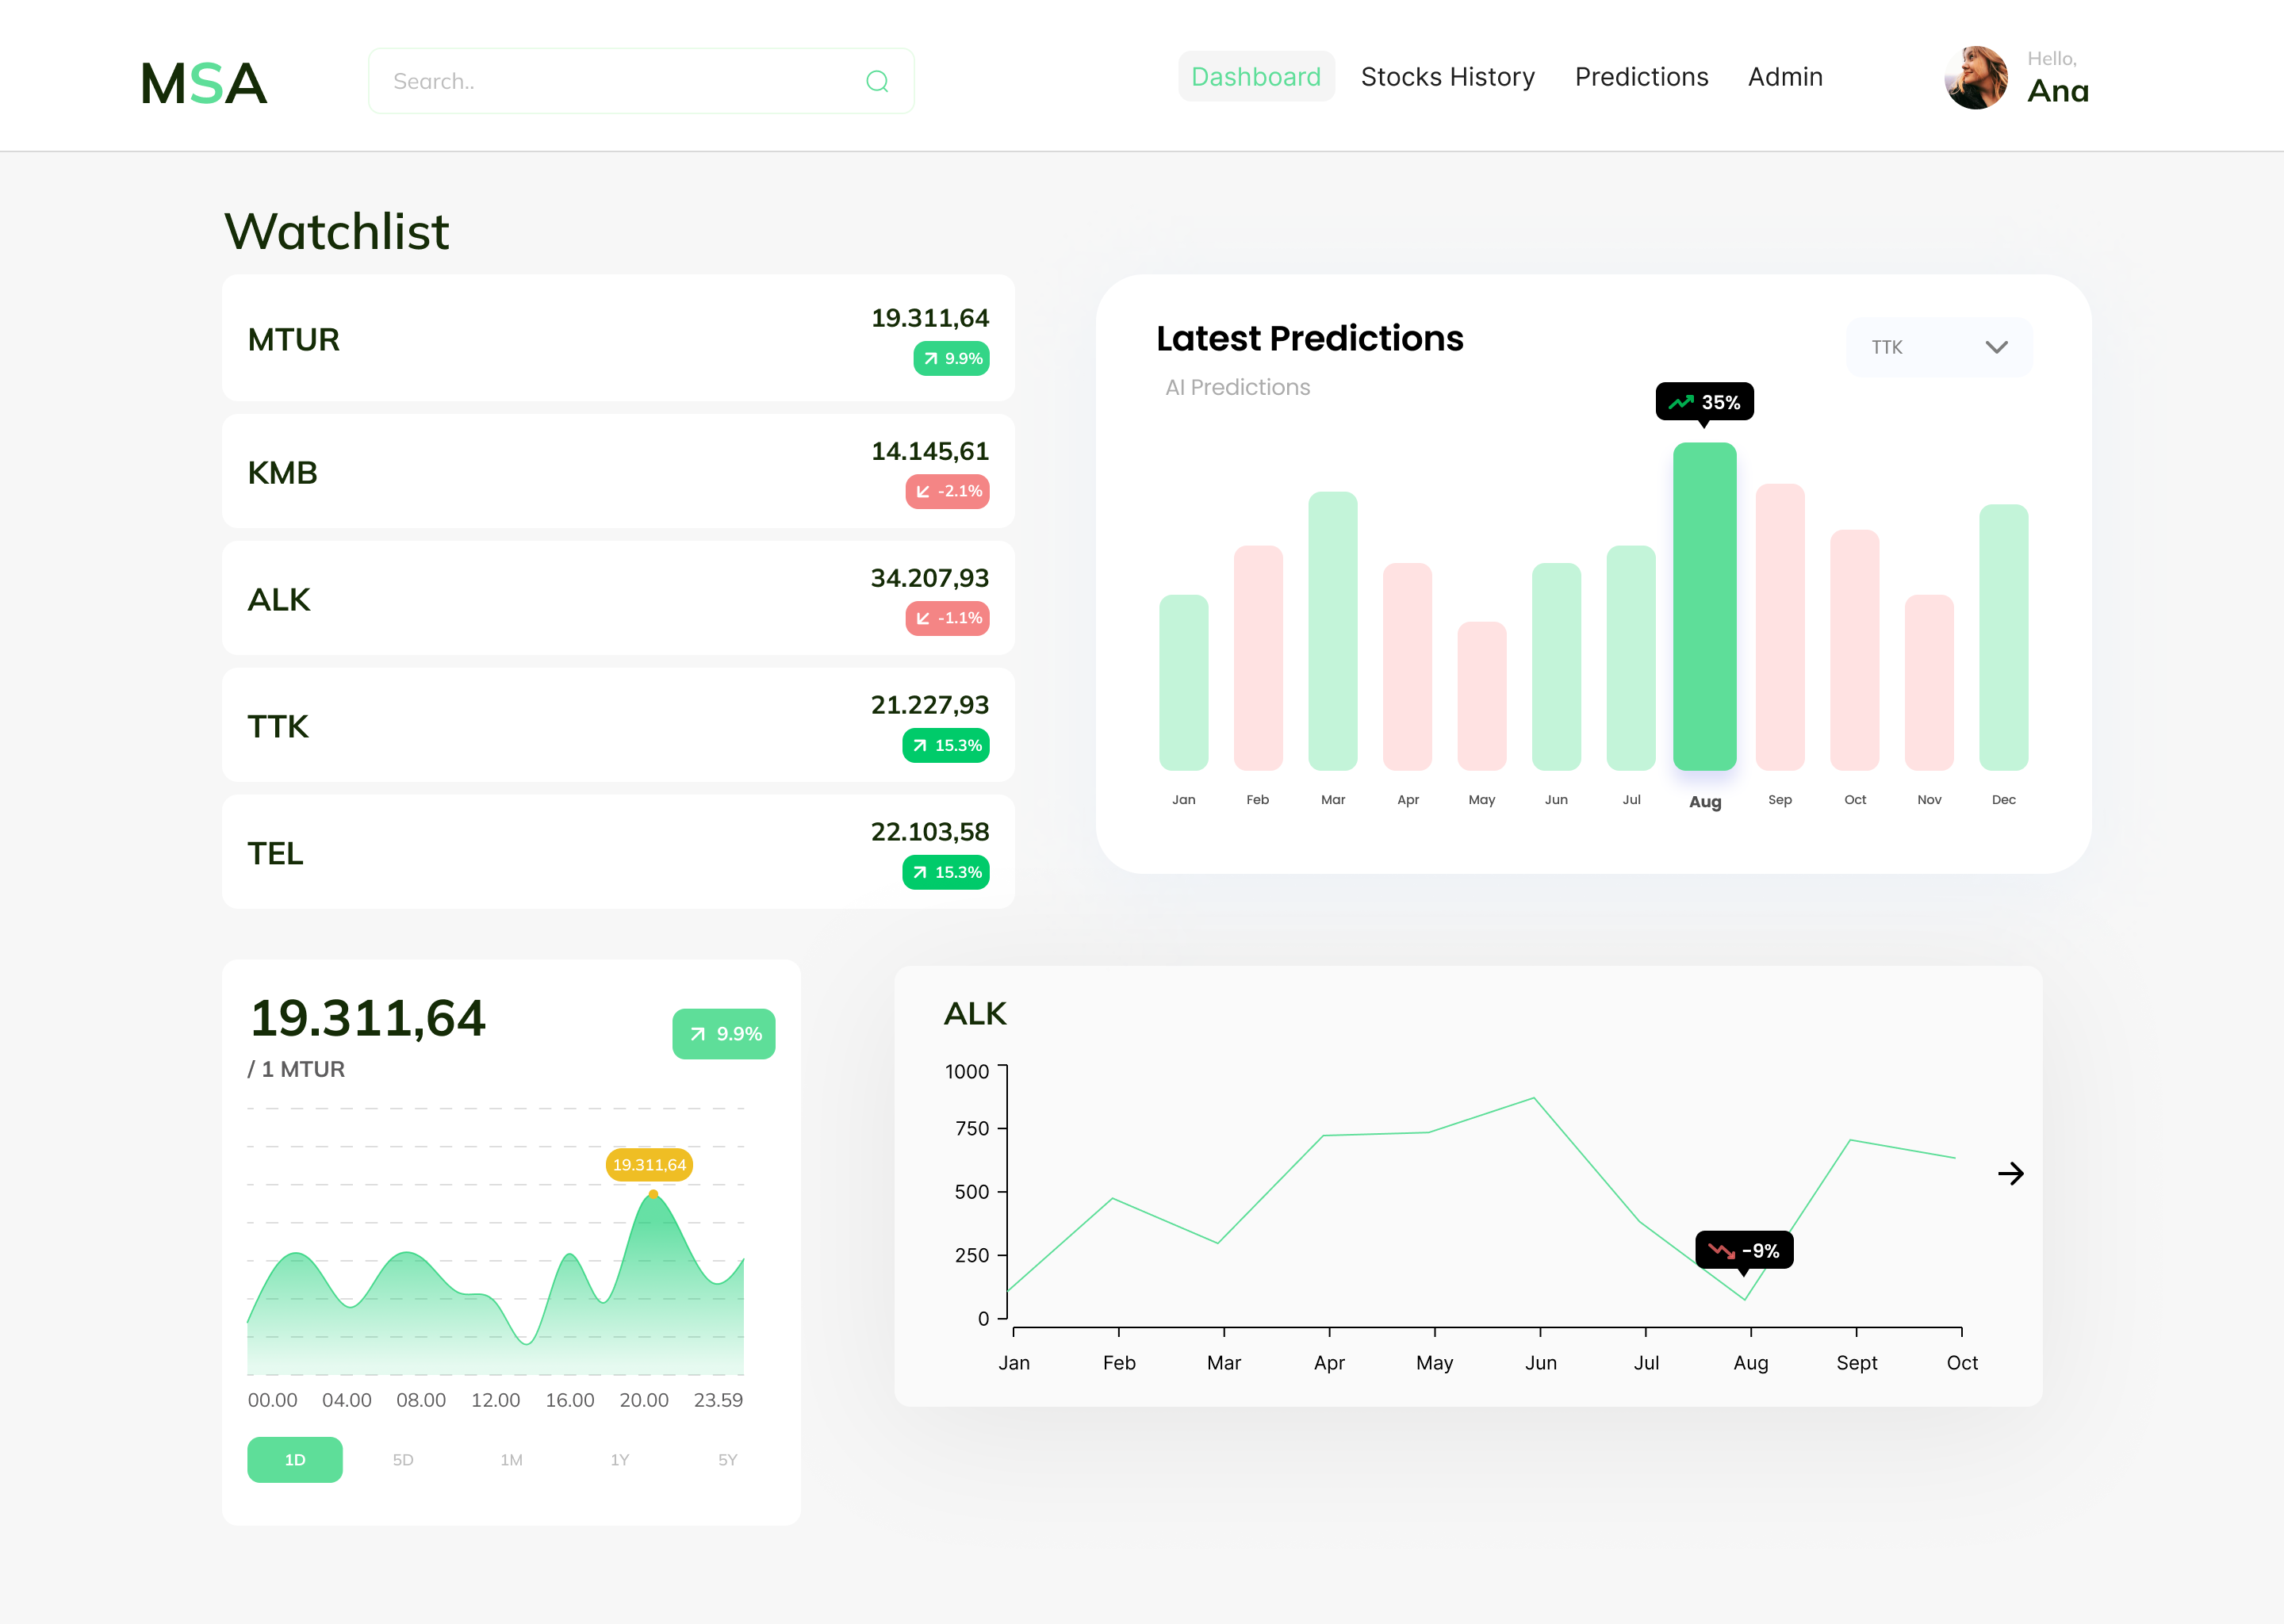 MSA
Search..
Dashboard
Stocks History
Predictions
Admin
Hello,
Ana
Watchlist
MTUR
19.311,64
9.9%
KMB
14.145,61
-2.1%
ALK
34.207,93
-1.1%
TTK
21.227,93
15.3%
TEL
22.103,58
15.3%
Latest Predictions
AI Predictions
TTK
35%
Jan Feb Mar Apr May Jun Jul Aug Sep Oct Nov Dec
19.311,64
/ 1 MTUR
9.9%
19.311,64
00.00 04.00 08.00 12.00 16.00 20.00 23.59
1D 5D 1M 1Y 5Y
ALK
1000
750
500
250
0
-9%
Jan Feb Mar Apr May Jun Jul Aug Sept Oct